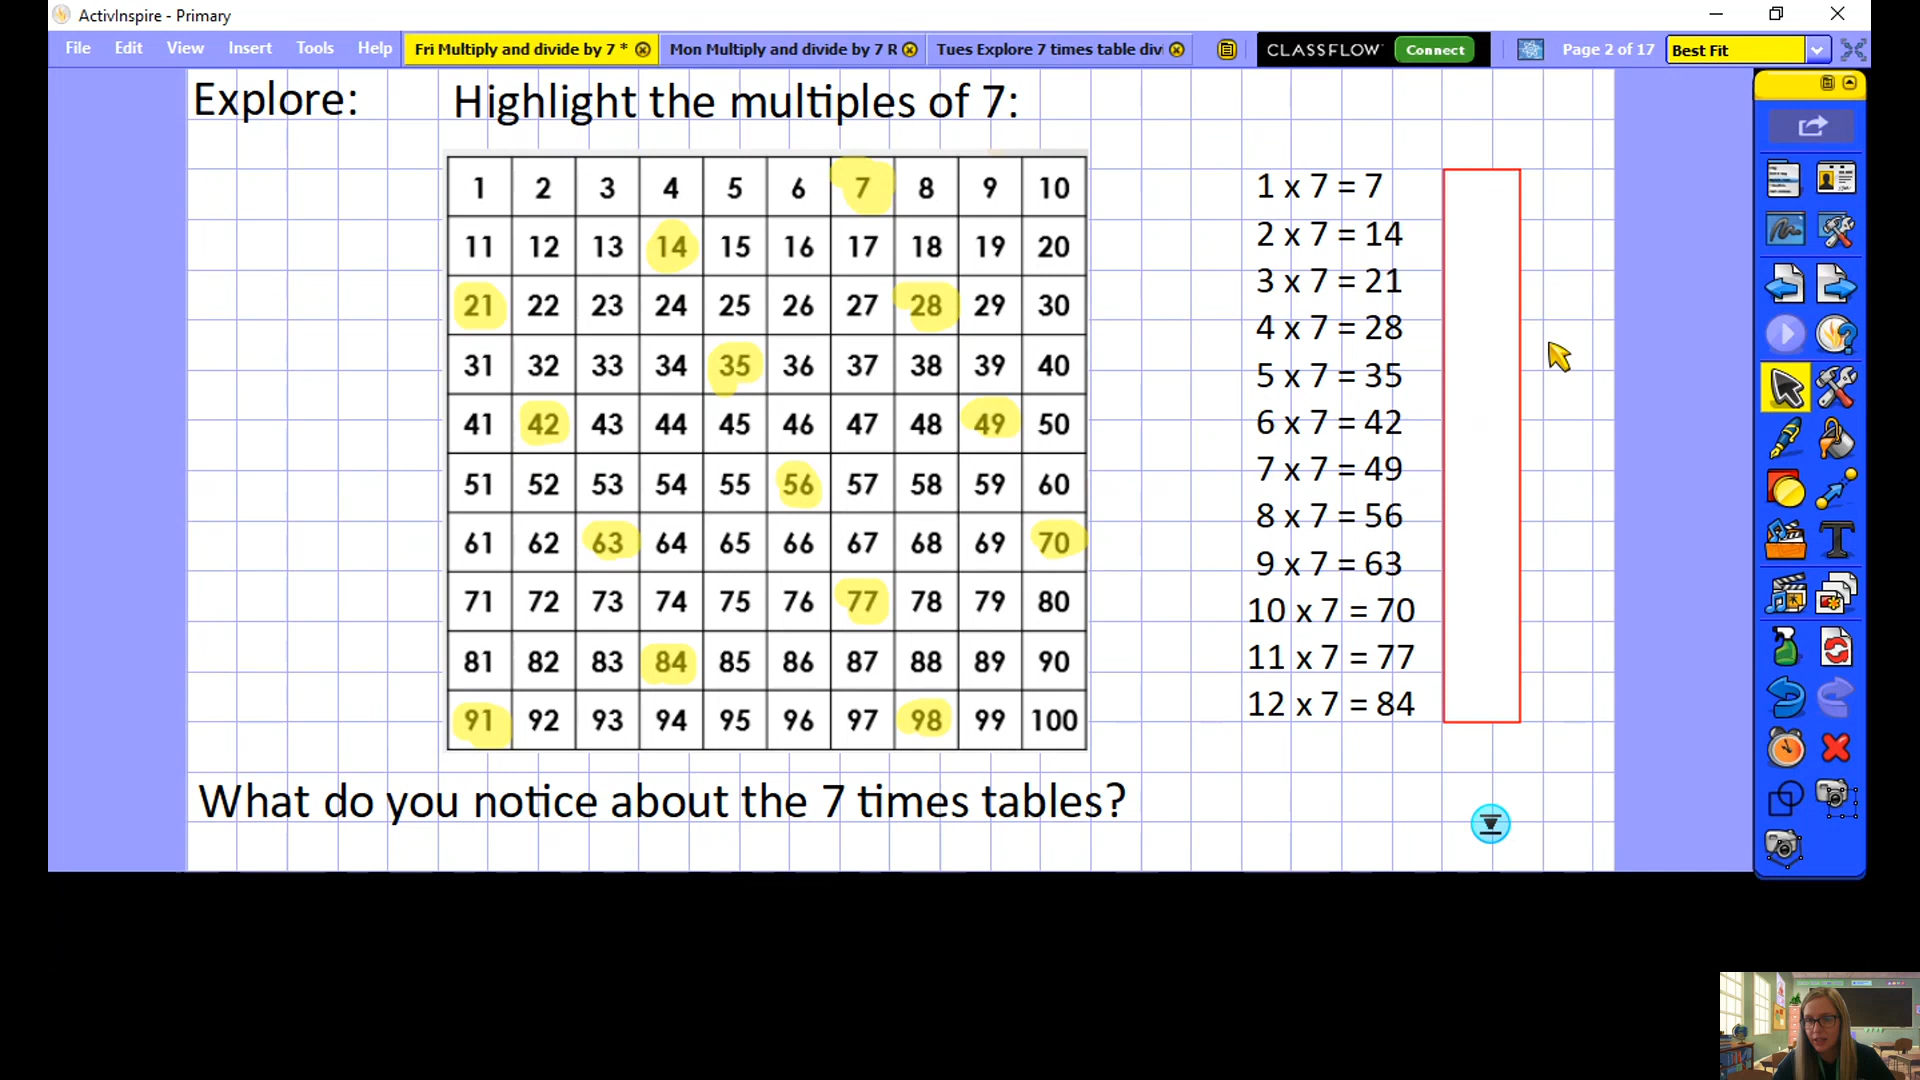 ActivInspire - Primary
File Edit View Insert Tools Help Fri Multiply and divide by 7 * Mon Multiply and divide by 7 R Tues Explore 7 times table div CLASSFLOW Connect Page 2 of 17 Best Fit
Explore: Highlight the multiples of 7:
1 2 3 4 5 6 7 8 9 10
11 12 13 14 15 16 17 18 19 20
21 22 23 24 25 26 27 28 29 30
31 32 33 34 35 36 37 38 39 40
41 42 43 44 45 46 47 48 49 50
51 52 53 54 55 56 57 58 59 60
61 62 63 64 65 66 67 68 69 70
71 72 73 74 75 76 77 78 79 80
81 82 83 84 85 86 87 88 89 90
91 92 93 94 95 96 97 98 99 100
1 x 7 = 7
2 x 7 = 14
3 x 7 = 21
4 x 7 = 28
5 x 7 = 35
6 x 7 = 42
7 x 7 = 49
8 x 7 = 56
9 x 7 = 63
10 x 7 = 70
11 x 7 = 77
12 x 7 = 84
What do you notice about the 7 times tables?